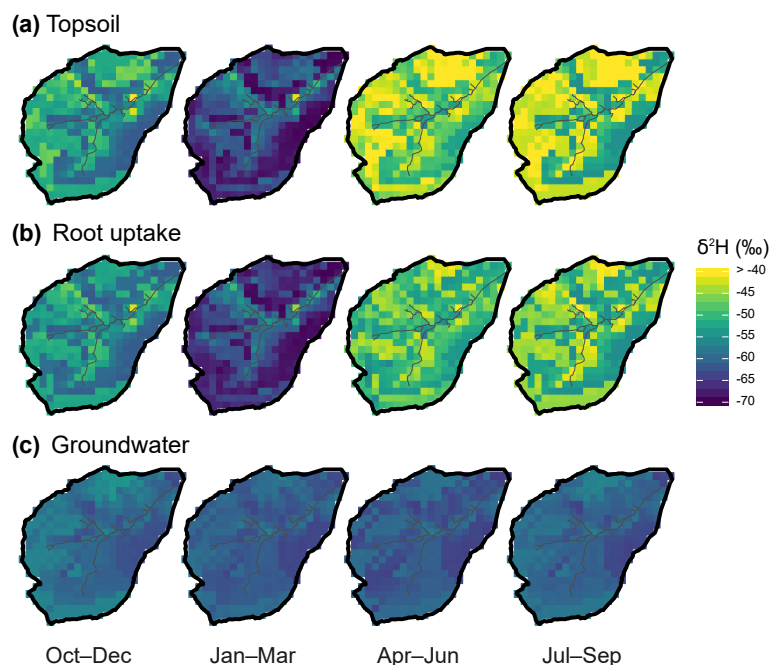 (a) Topsoil
(b) Root uptake
δ²H (‰)
> -40
-45
-50
-55
-60
-65
-70
(c) Groundwater
Oct–Dec Jan–Mar Apr–Jun Jul–Sep